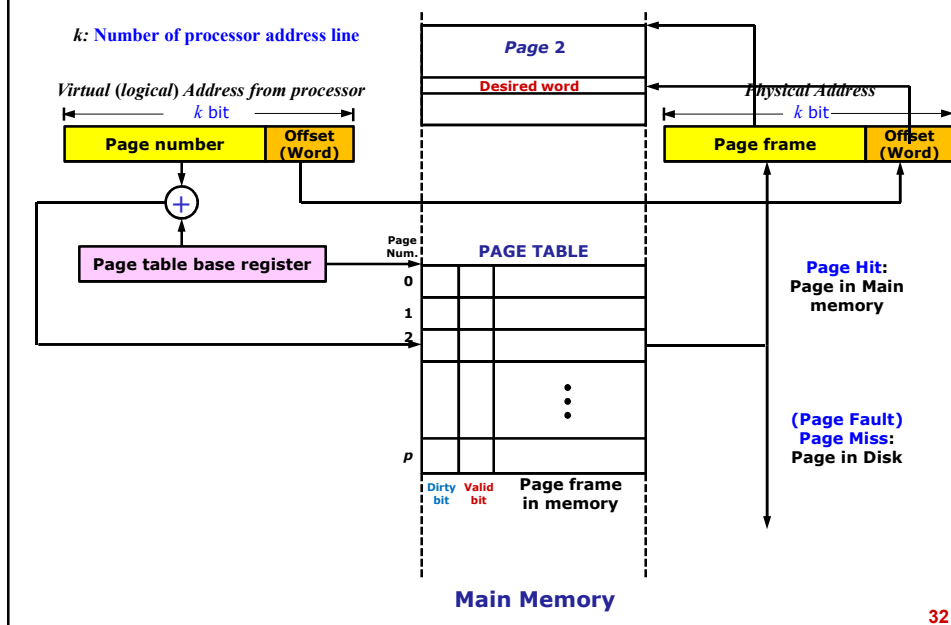 k: Number of processor address line
Virtual (logical) Address from processor
k bit
Page number
Offset
(Word)
+
Page table base register
Page 2
Desired word
Physical Address
k bit
Page frame
Offset
(Word)
Page
Num.
PAGE TABLE
0
1
2
p
Dirty
bit
Valid
bit
Page frame
in memory
Page Hit:
Page in Main
memory
(Page Fault)
Page Miss:
Page in Disk
Main Memory
32